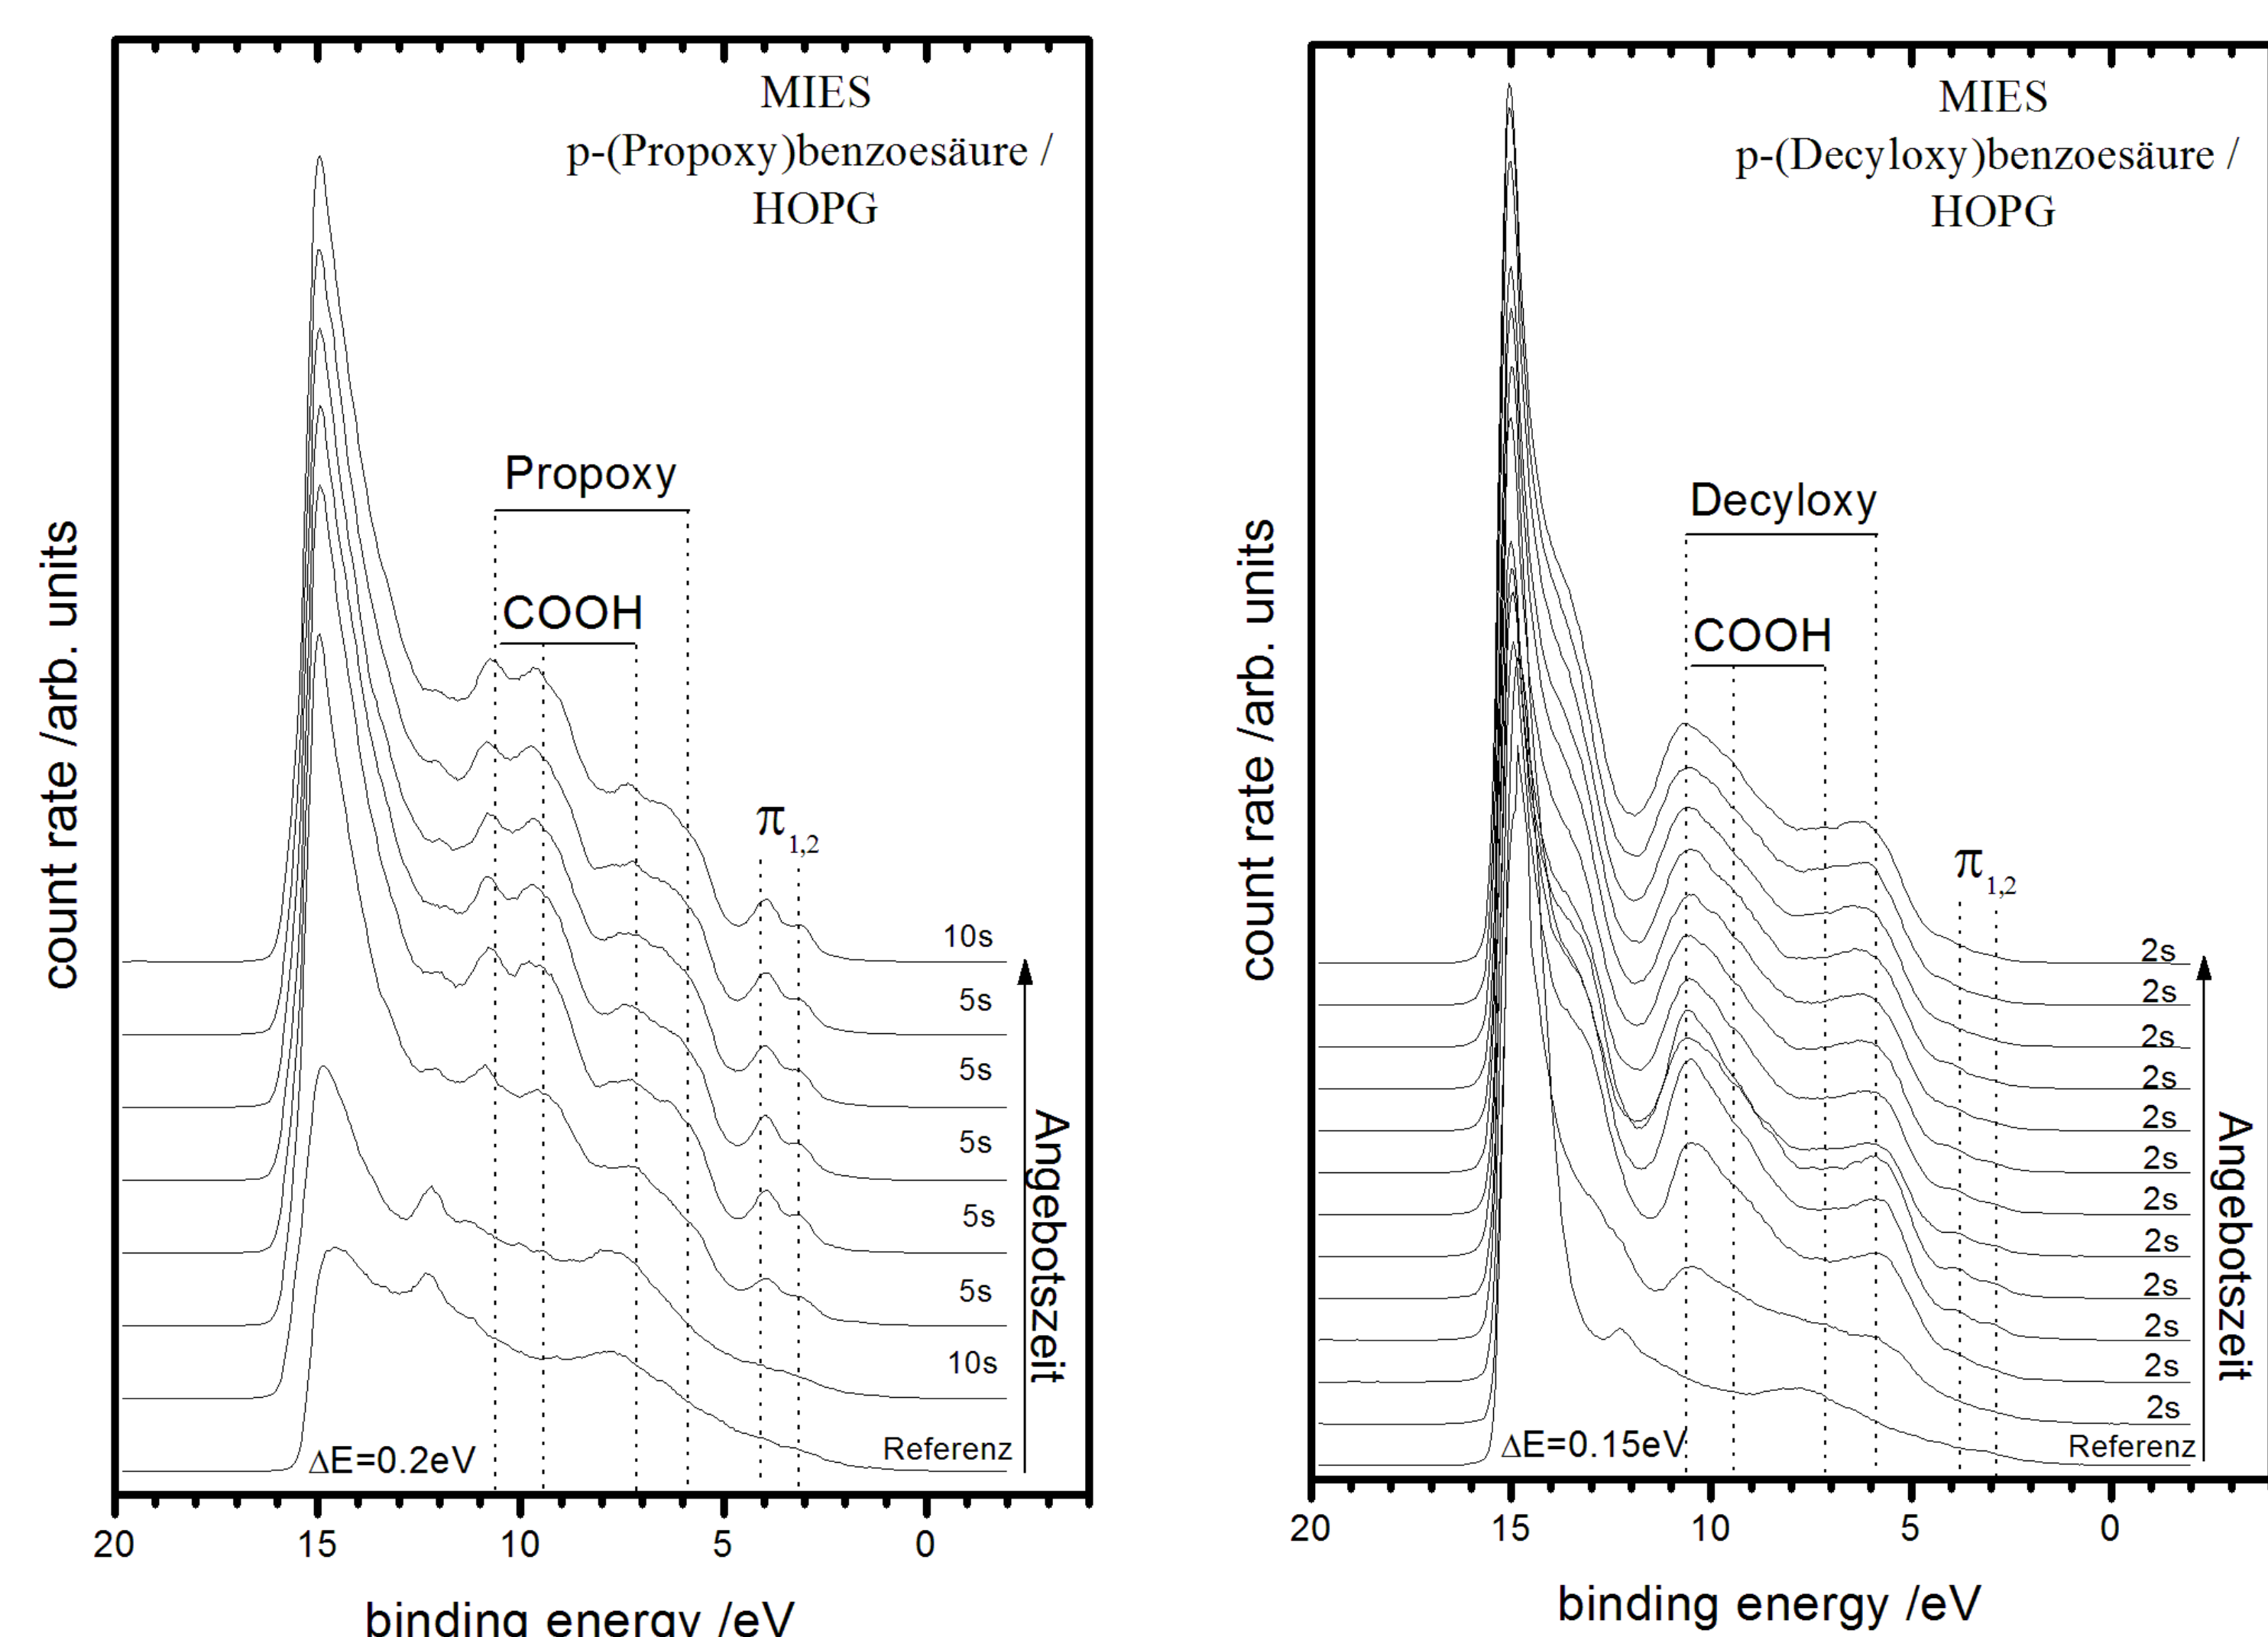 MIES
p-(Propoxy)benzoesäure /
HOPG
Propoxy
COOH
π1,2
10s
5s
5s
5s
5s
5s
10s
Referenz
ΔE=0.2eV
Angebotszeit
count rate /arb. units
20 15 10 5 0
binding energy /eV
MIES
p-(Decyloxy)benzoesäure /
HOPG
Decyloxy
COOH
π1,2
2s
2s
2s
2s
2s
2s
2s
2s
2s
2s
2s
2s
Referenz
ΔE=0.15eV
Angebotszeit
count rate /arb. units
20 15 10 5 0
binding energy /eV